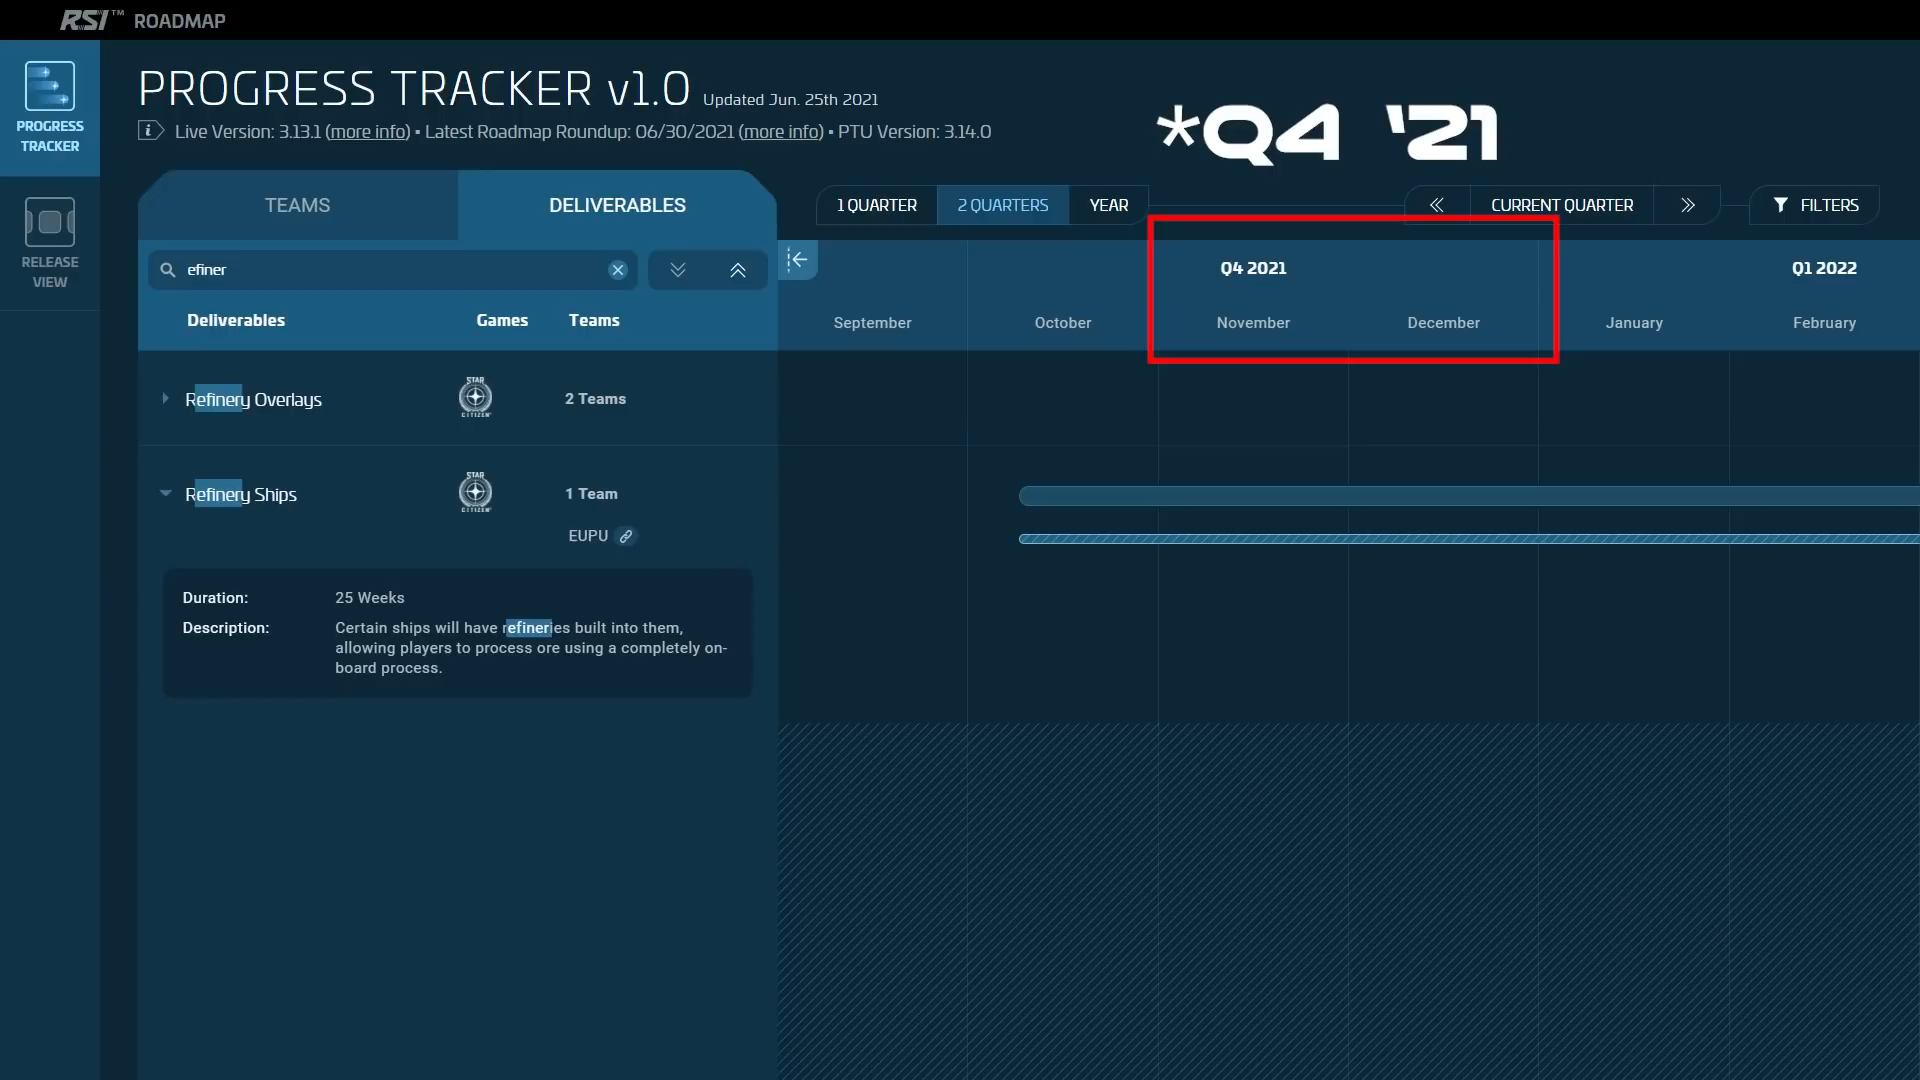 RSI™ ROADMAP
PROGRESS TRACKER
RELEASE VIEW
PROGRESS TRACKER v1.0 Updated Jun. 25th 2021
Live Version: 3.13.1 (more info) • Latest Roadmap Roundup: 06/30/2021 (more info) • PTU Version: 3.14.0
*Q4 '21
TEAMS DELIVERABLES
1 QUARTER 2 QUARTERS YEAR CURRENT QUARTER FILTERS
efiner
Q4 2021 Q1 2022
Deliverables Games Teams
September October November December January February
Refinery Overlays STAR CITIZEN 2 Teams
Refinery Ships STAR CITIZEN 1 Team
EUPU
Duration: 25 Weeks
Description: Certain ships will have refineries built into them,
allowing players to process ore using a completely on-
board process.